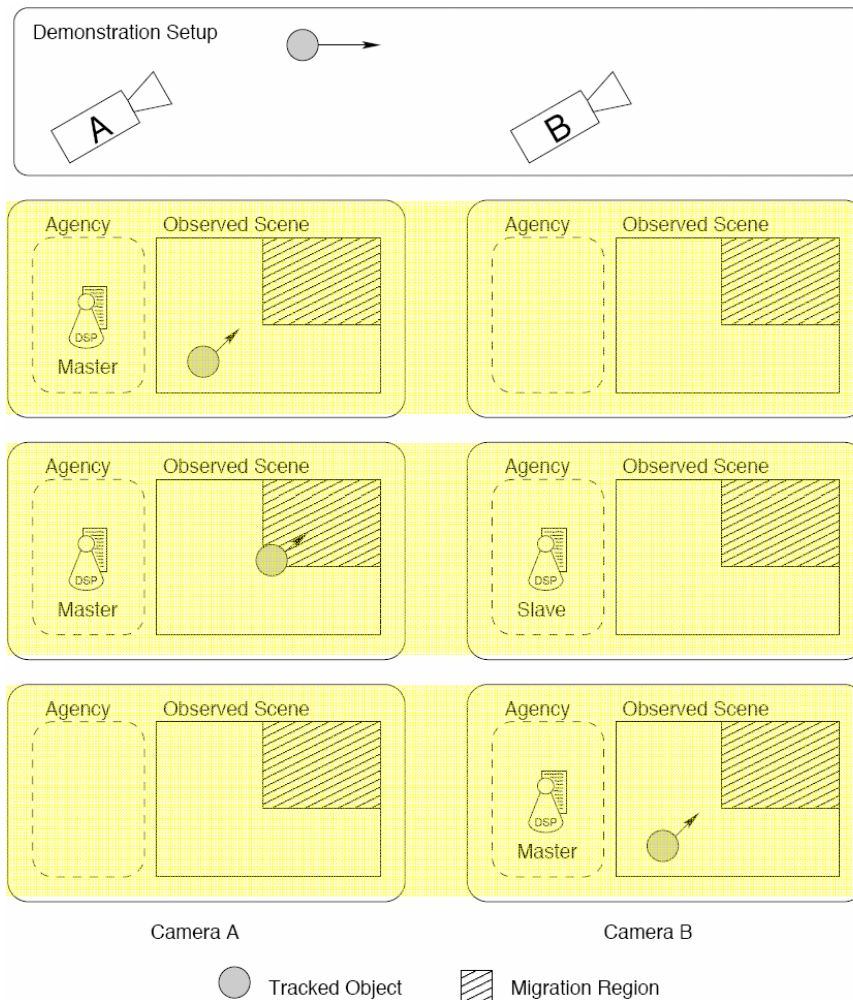 Demonstration Setup
A
B
Agency Observed Scene
DSP
Master
Agency Observed Scene
Agency Observed Scene
DSP
Master
Agency Observed Scene
DSP
Slave
Agency Observed Scene
Agency Observed Scene
DSP
Master
Camera A
Camera B
Tracked Object
Migration Region